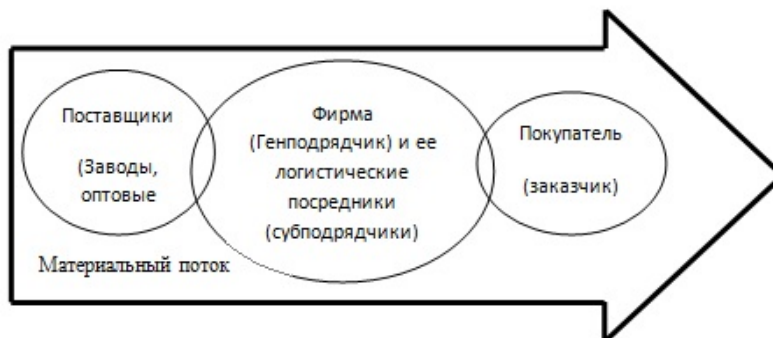 Поставщики
(Заводы,
оптовые
Фирма
(Генподрядчик) и ее
логистические
посредники
(субподрядчики)
Покупатель
(заказчик)
Материальный поток